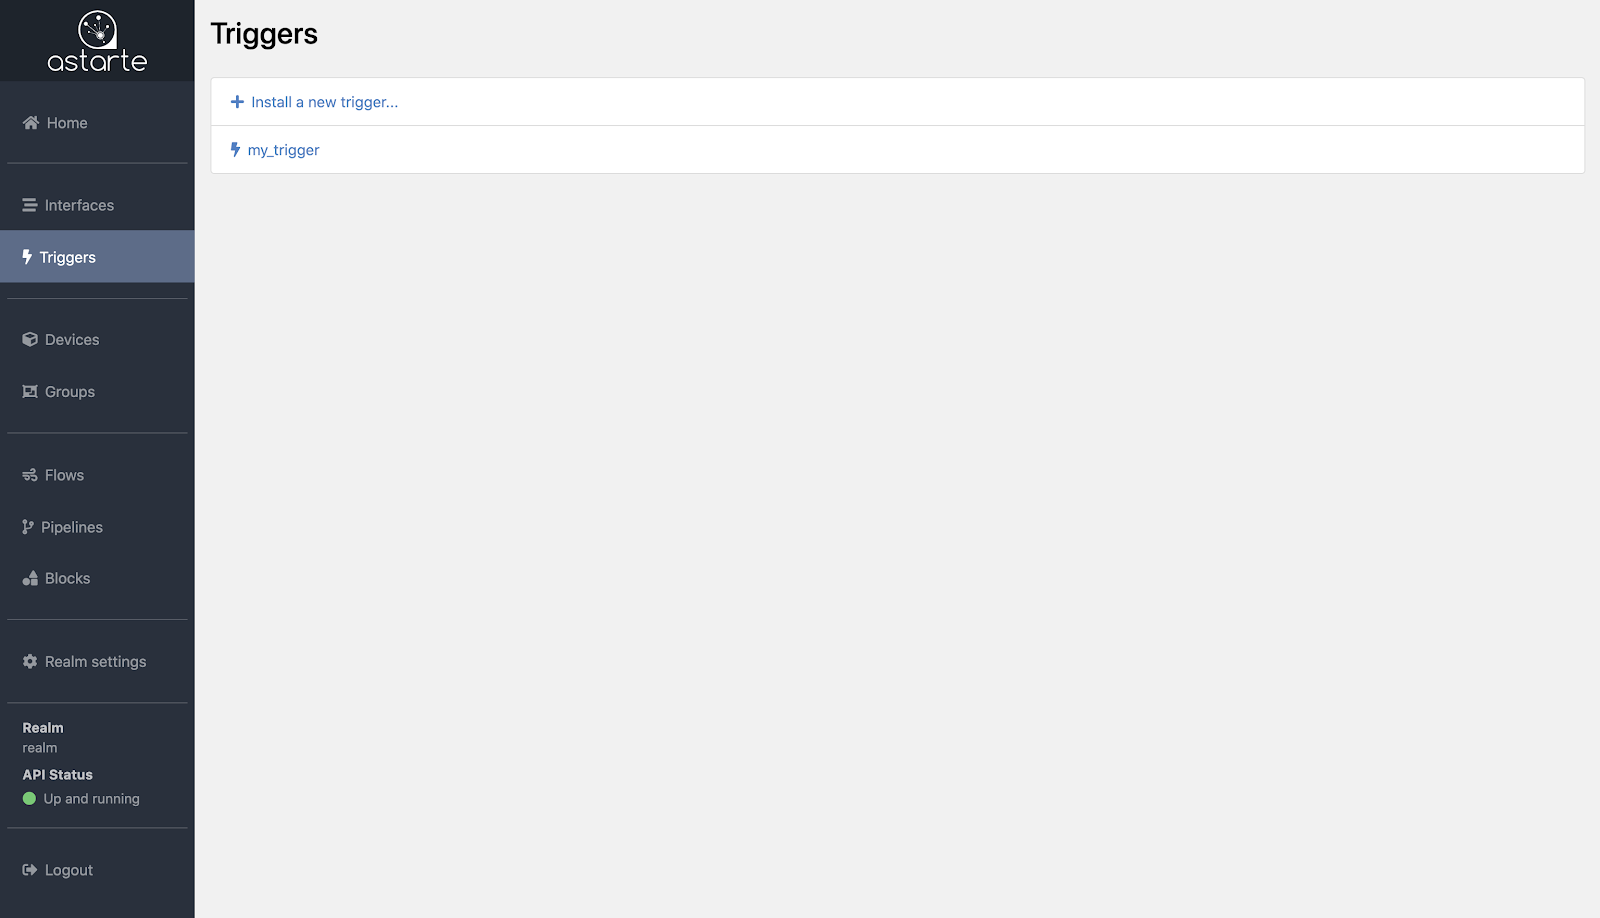 astarte
Home
Interfaces
Triggers
Devices
Groups
Flows
Pipelines
Blocks
Realm settings
Realm
realm
API Status
Up and running
Logout
Triggers
Install a new trigger...
my_trigger